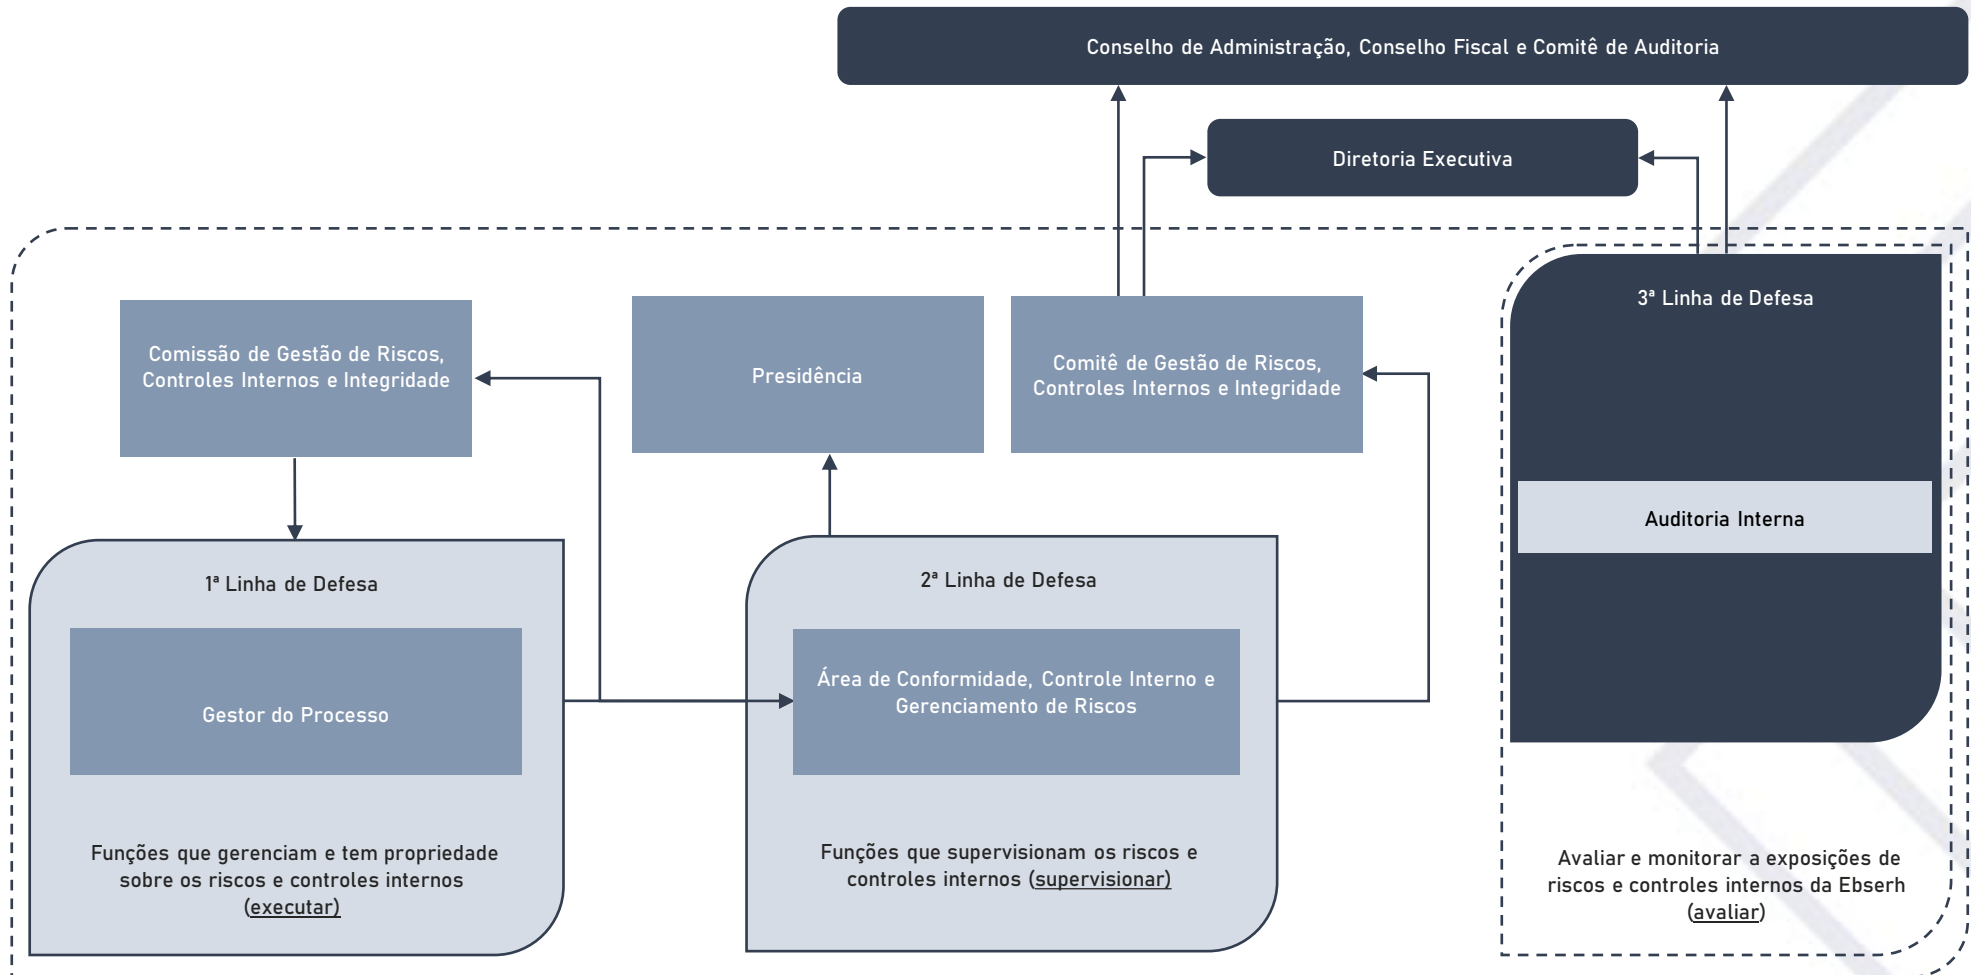 Conselho de Administração, Conselho Fiscal e Comitê de Auditoria
Diretoria Executiva
Comissão de Gestão de Riscos,
Controles Internos e Integridade
Presidência
Comitê de Gestão de Riscos,
Controles Internos e Integridade
1ª Linha de Defesa
Gestor do Processo
Funções que gerenciam e tem propriedade
sobre os riscos e controles internos
(executar)
2ª Linha de Defesa
Área de Conformidade, Controle Interno e
Gerenciamento de Riscos
Funções que supervisionam os riscos e
controles internos (supervisionar)
3ª Linha de Defesa
Auditoria Interna
Avaliar e monitorar a exposições de
riscos e controles internos da Ebserh
(avaliar)